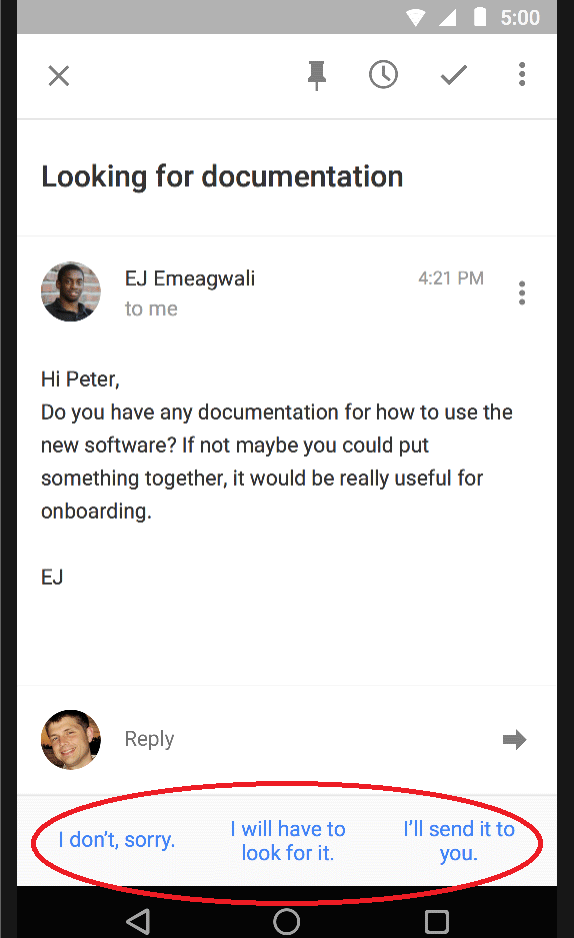 5:00
Looking for documentation
EJ Emeagwali
4:21 PM
to me
Hi Peter,
Do you have any documentation for how to use the
new software? If not maybe you could put
something together, it would be really useful for
onboarding.
EJ
Reply
I don't, sorry.
I will have to
look for it.
I'll send it to
you.